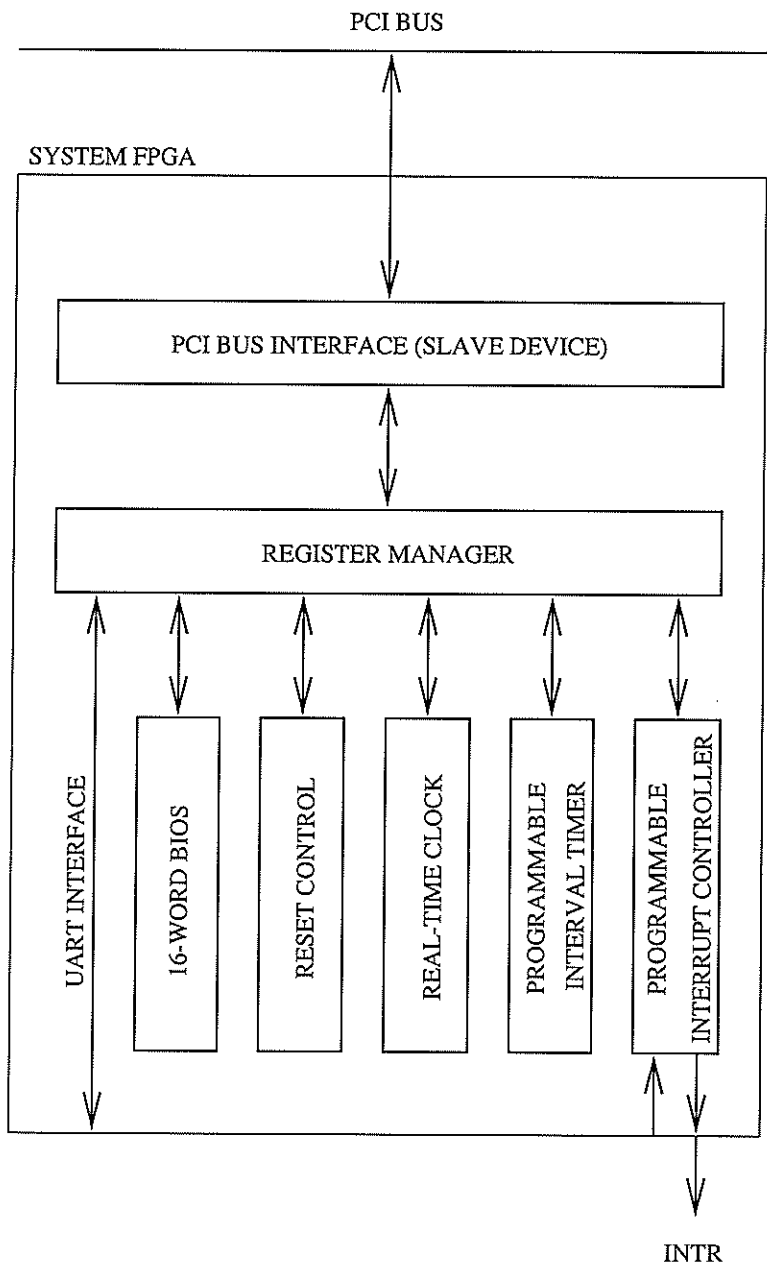 PCI BUS
SYSTEM FPGA
PCI BUS INTERFACE (SLAVE DEVICE)
REGISTER MANAGER
UART INTERFACE
16-WORD BIOS
RESET CONTROL
REAL-TIME CLOCK
PROGRAMMABLE
INTERVAL TIMER
PROGRAMMABLE
INTERRUPT CONTROLLER
INTR